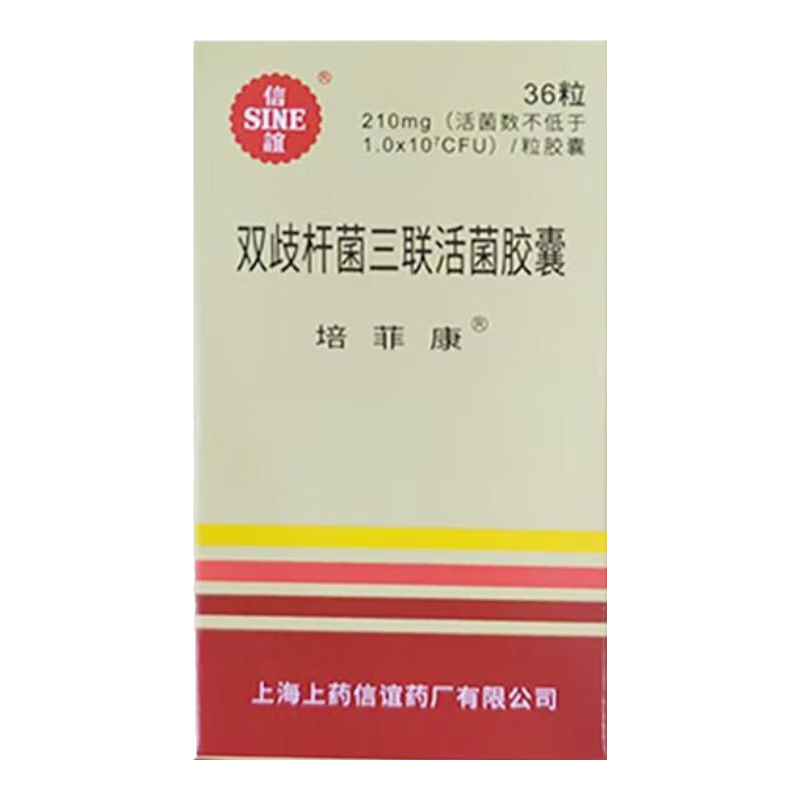 信
SINE
誼
®
36粒
210mg（活菌数不低于
1.0x10⁷CFU）/粒胶囊
双歧杆菌三联活菌胶囊
培菲康®
上海上药信谊药厂有限公司